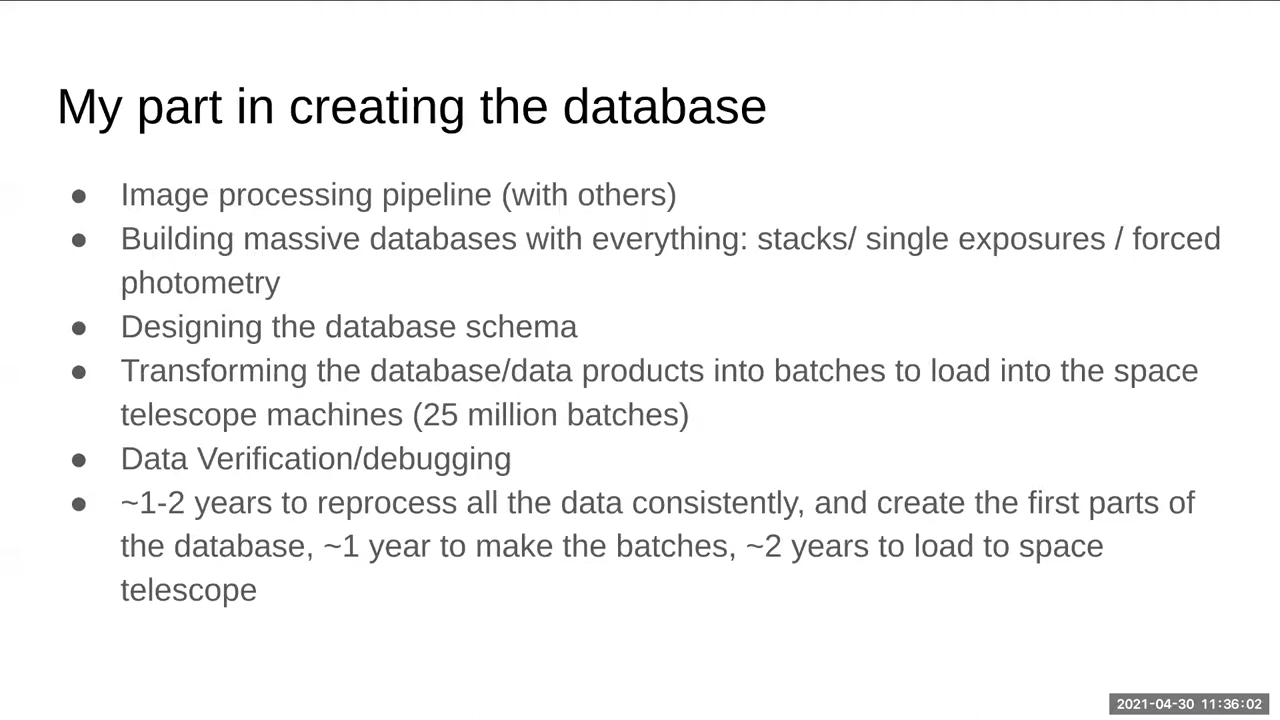 My part in creating the database
● Image processing pipeline (with others)
● Building massive databases with everything: stacks/ single exposures / forced
photometry
● Designing the database schema
● Transforming the database/data products into batches to load into the space
telescope machines (25 million batches)
● Data Verification/debugging
● ~1-2 years to reprocess all the data consistently, and create the first parts of
the database, ~1 year to make the batches, ~2 years to load to space
telescope
2021-04-30 11:36:02